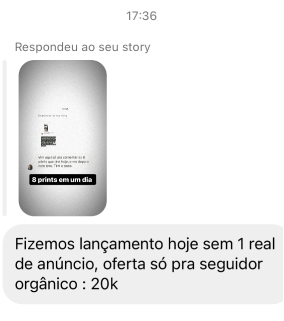 17:36
Respondeu ao seu story
8 prints em um dia
Fizemos lançamento hoje sem 1 real
de anúncio, oferta só pra seguidor
orgânico : 20k